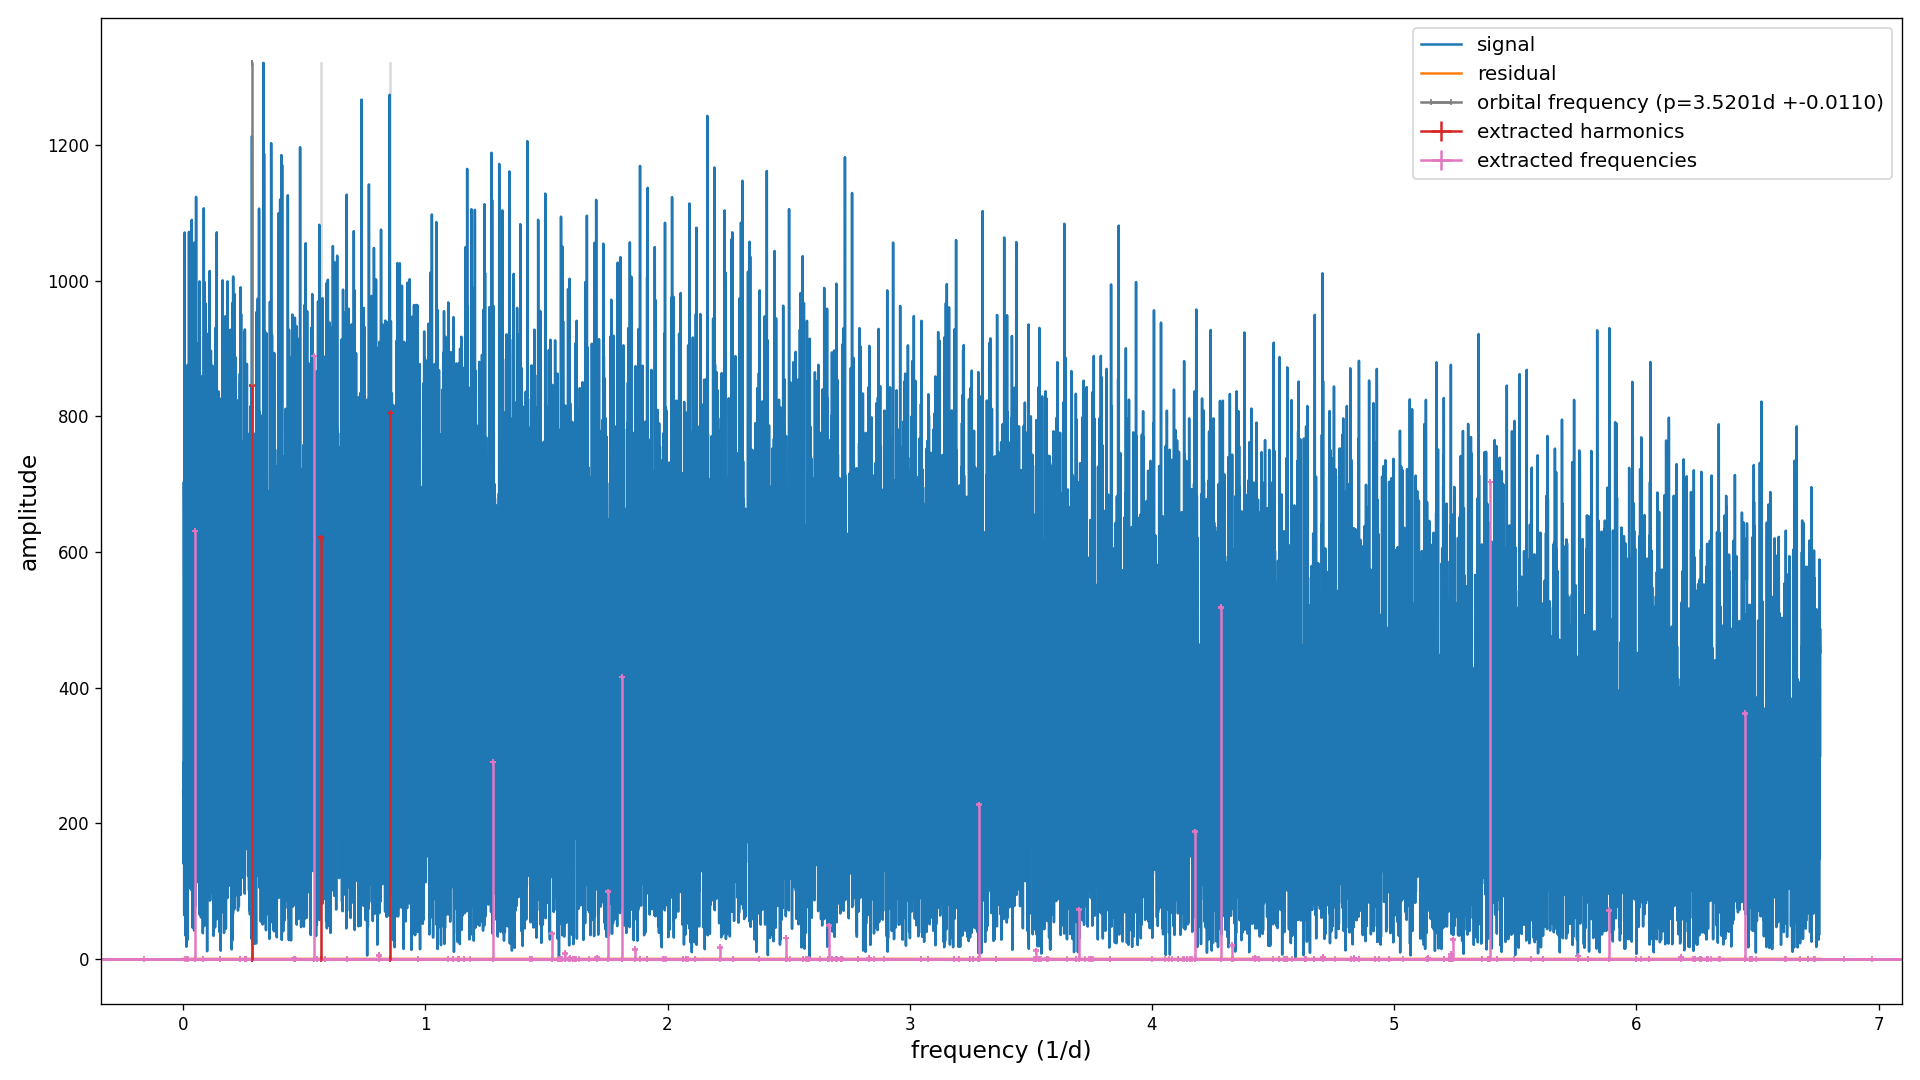 signal
residual
orbital frequency (p=3.5201d +-0.0110)
extracted harmonics
extracted frequencies
1200
1000
800
600
400
200
0
amplitude
0 1 2 3 4 5 6 7
frequency (1/d)